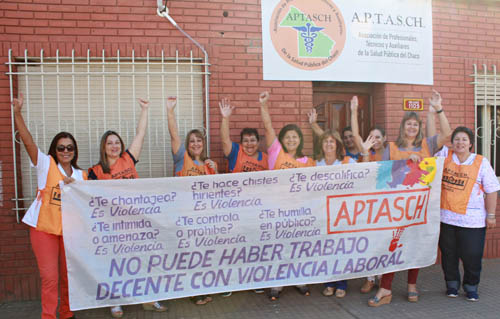 APTASCH
A.P.T.A.S.CH.
Asociación de Profesionales,
Técnicos y Auxiliares
de la Salud Pública del Chaco
¿Te chantajea?
Es Violencia
¿Te hace chistes
hirientes?
Es Violencia
¿Te descalifica?
Es Violencia
¿Te intimida
o amenaza?
Es Violencia
¿Te controla
o prohíbe?
Es Violencia
¿Te humilla
en público?
Es Violencia
APTASCH
NO PUEDE HABER TRABAJO
DECENTE CON VIOLENCIA LABORAL